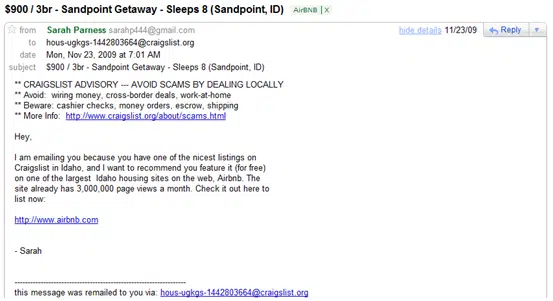 $900 / 3br - Sandpoint Getaway - Sleeps 8 (Sandpoint, ID) AirBNB X
from Sarah Parness sarahp444@gmail.com hide details 11/23/09 Reply
to hous-ugkgs-1442803664@craigslist.org
date Mon, Nov 23, 2009 at 7:01 AM
subject $900 / 3br - Sandpoint Getaway - Sleeps 8 (Sandpoint, ID)
** CRAIGSLIST ADVISORY --- AVOID SCAMS BY DEALING LOCALLY
** Avoid: wiring money, cross-border deals, work-at-home
** Beware: cashier checks, money orders, escrow, shipping
** More Info: http://www.craigslist.org/about/scams.html
Hey,
I am emailing you because you have one of the nicest listings on
Craigslist in Idaho, and I want to recommend you feature it (for free)
on one of the largest Idaho housing sites on the web, Airbnb. The
site already has 3,000,000 page views a month. Check it out here to
list now:
http://www.airbnb.com
- Sarah
------------------------------------------------------------------------
this message was remailed to you via: hous-ugkgs-1442803664@craigslist.org